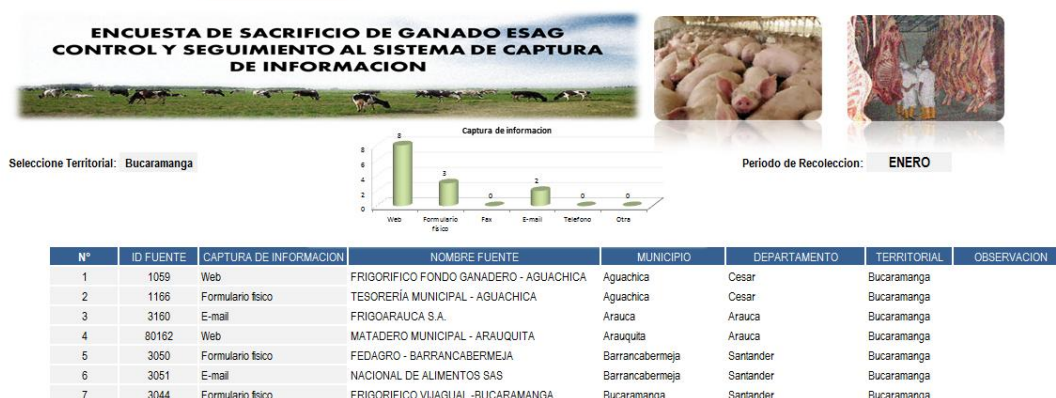 ENCUESTA DE SACRIFICIO DE GANADO ESAG
CONTROL Y SEGUIMIENTO AL SISTEMA DE CAPTURA
DE INFORMACION
Seleccione Territorial: Bucaramanga
Captura de informacion
8
6
4
2
0
8
3
0
2
0
0
Web
Formulario fisico
Fax
E-mail
Telefono
Otra
Periodo de Recoleccion: ENERO
N° ID FUENTE CAPTURA DE INFORMACION NOMBRE FUENTE MUNICIPIO DEPARTAMENTO TERRITORIAL OBSERVACION
1 1059 Web FRIGORIFICO FONDO GANADERO - AGUACHICA Aguachica Cesar Bucaramanga
2 1166 Formulario fisico TESORERÍA MUNICIPAL - AGUACHICA Aguachica Cesar Bucaramanga
3 3160 E-mail FRIGOARAUCA S.A. Arauca Arauca Bucaramanga
4 80162 Web MATADERO MUNICIPAL - ARAUQUITA Arauquita Arauca Bucaramanga
5 3050 Formulario fisico FEDAGRO - BARRANCABERMEJA Barrancabermeja Santander Bucaramanga
6 3051 E-mail NACIONAL DE ALIMENTOS SAS Barrancabermeja Santander Bucaramanga
7 3044 Formulario fisico FRIGORIFICO VIJAGUAL -BUCARAMANGA Bucaramanga Santander Bucaramanga